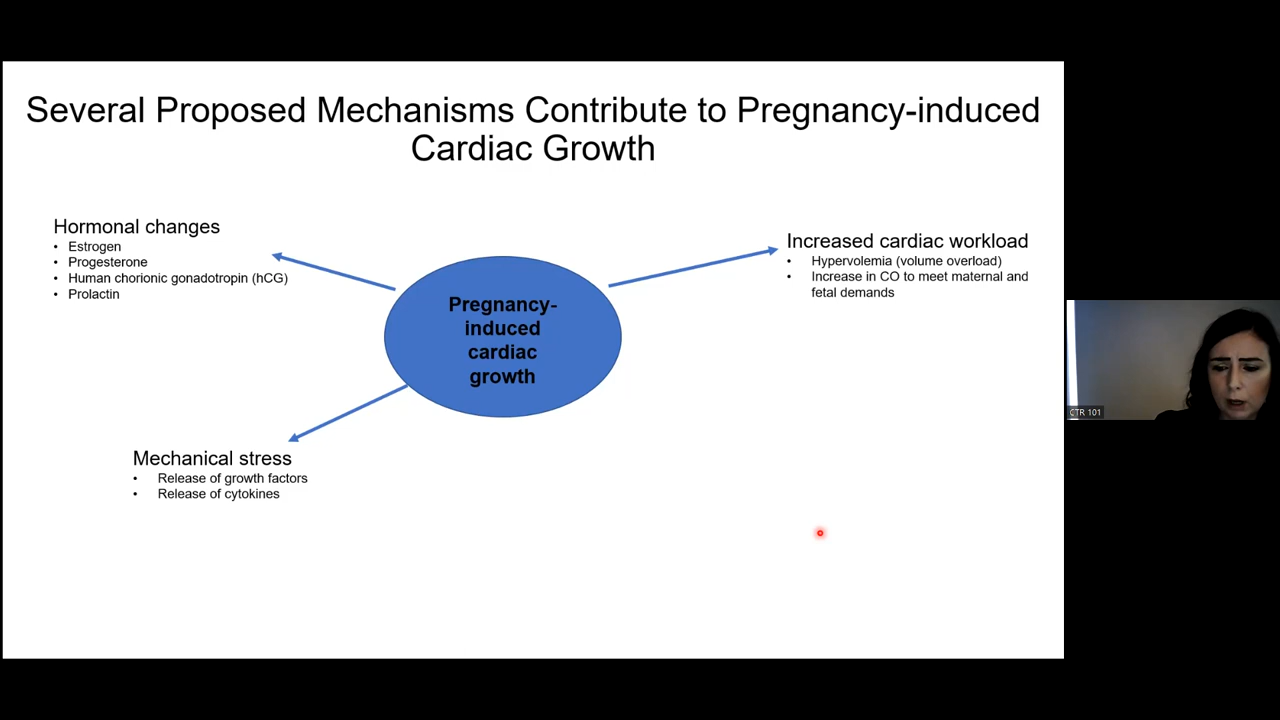 Several Proposed Mechanisms Contribute to Pregnancy-induced
Cardiac Growth
Hormonal changes
• Estrogen
• Progesterone
• Human chorionic gonadotropin (hCG)
• Prolactin
Increased cardiac workload
• Hypervolemia (volume overload)
• Increase in CO to meet maternal and
fetal demands
Pregnancy-
induced
cardiac
growth
Mechanical stress
• Release of growth factors
• Release of cytokines
CTR 101